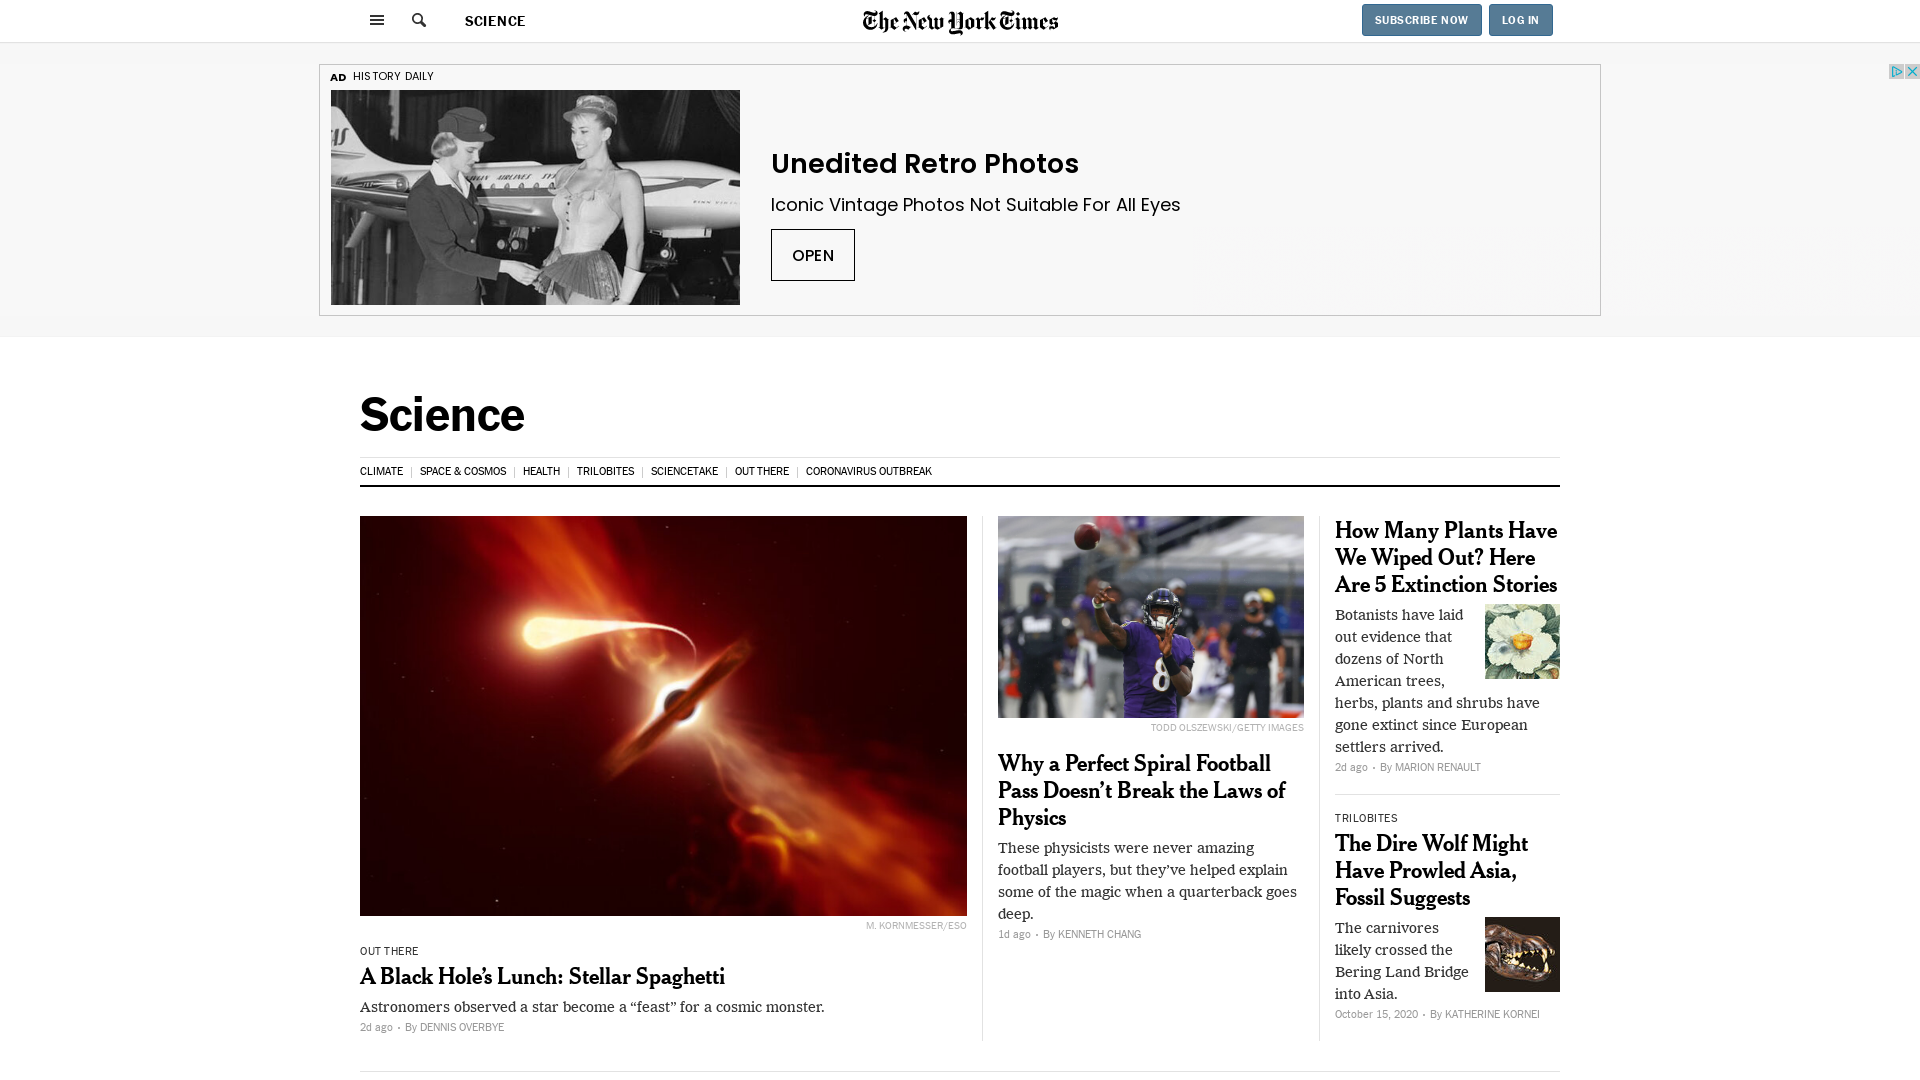 SCIENCE
The New York Times
SUBSCRIBE NOW
LOG IN
AD HISTORY DAILY
Unedited Retro Photos
Iconic Vintage Photos Not Suitable For All Eyes
OPEN
Science
CLIMATE
SPACE & COSMOS
HEALTH
TRILOBITES
SCIENCETAKE
OUT THERE
CORONAVIRUS OUTBREAK
M. KORNMESSER/ESO
OUT THERE
A Black Hole’s Lunch: Stellar Spaghetti
Astronomers observed a star become a “feast” for a cosmic monster.
2d ago • By DENNIS OVERBYE
8
TODD OLSZEWSKI/GETTY IMAGES
Why a Perfect Spiral Football
Pass Doesn’t Break the Laws of
Physics
These physicists were never amazing
football players, but they’ve helped explain
some of the magic when a quarterback goes
deep.
1d ago • By KENNETH CHANG
How Many Plants Have
We Wiped Out? Here
Are 5 Extinction Stories
Botanists have laid
out evidence that
dozens of North
American trees,
herbs, plants and shrubs have
gone extinct since European
settlers arrived.
2d ago • By MARION RENAULT
TRILOBITES
The Dire Wolf Might
Have Prowled Asia,
Fossil Suggests
The carnivores
likely crossed the
Bering Land Bridge
into Asia.
October 15, 2020 • By KATHERINE KORNEI